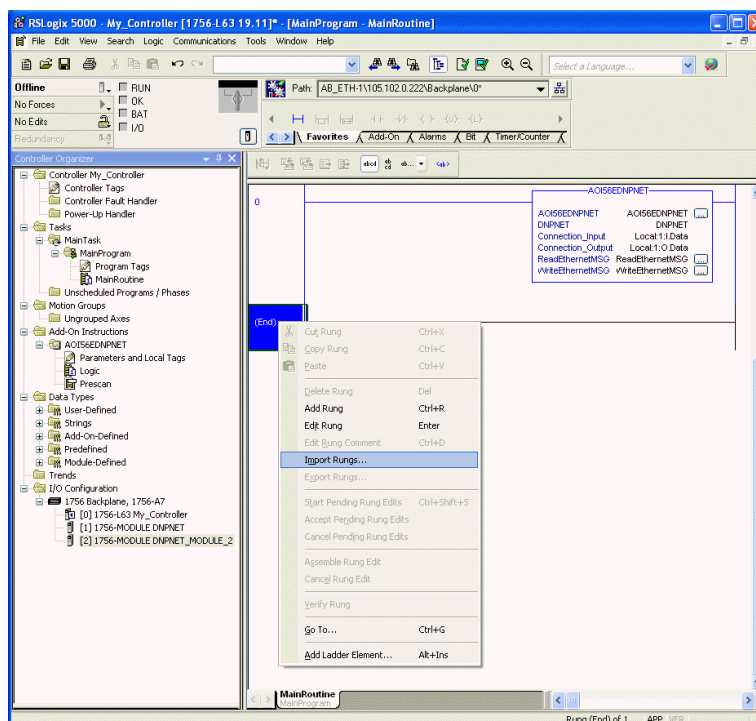 RSLogix 5000 - My_Controller [1756-L63 19.11]* - [MainProgram - MainRoutine]
File Edit View Search Logic Communications Tools Window Help
Select a Language...
Offline
RUN
No Forces
OK
No Edits
BAT
Redundancy
I/O
Path: AB_ETH-1\105.102.0.222\Backplane\0*
Favorites Add-On Alarms Bit Timer/Counter
Controller Organizer
Controller My_Controller
Controller Tags
Controller Fault Handler
Power-Up Handler
Tasks
MainTask
MainProgram
Program Tags
MainRoutine
Unscheduled Programs / Phases
Motion Groups
Ungrouped Axes
Add-On Instructions
AOI56EDNPNET
Parameters and Local Tags
Logic
Prescan
Data Types
User-Defined
Strings
Add-On-Defined
Predefined
Module-Defined
Trends
I/O Configuration
1756 Backplane, 1756-A7
[0] 1756-L63 My_Controller
[1] 1756-MODULE DNPNET
[2] 1756-MODULE DNPNET_MODULE_2
0
AOI56EDNPNET
AOI56EDNPNET AOI56EDNPNET ...
DNPNET DNPNET
Connection_Input Local:1:I.Data
Connection_Output Local:1:O.Data
ReadEthernetMSG ReadEthernetMSG ...
WriteEthernetMSG WriteEthernetMSG ...
(End)
Cut Rung Ctrl+X
Copy Rung Ctrl+C
Paste Ctrl+V
Delete Rung Del
Add Rung Ctrl+R
Edit Rung Enter
Edit Rung Comment Ctrl+D
Import Rungs...
Export Rungs...
Start Pending Rung Edits Ctrl+Shift+S
Accept Pending Rung Edits
Cancel Pending Rung Edits
Assemble Rung Edit
Cancel Rung Edit
Verify Rung
Go To... Ctrl+G
Add Ladder Element... Alt+Ins
MainRoutine
MainProgram
Rung (End) of 1 APP VER